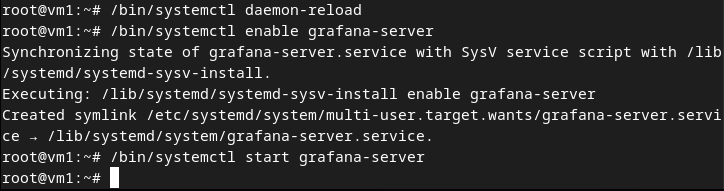 root@vm1:~# /bin/systemctl daemon-reload
root@vm1:~# /bin/systemctl enable grafana-server
Synchronizing state of grafana-server.service with SysV service script with /lib
/systemd/systemd-sysv-install.
Executing: /lib/systemd/systemd-sysv-install enable grafana-server
Created symlink /etc/systemd/system/multi-user.target.wants/grafana-server.servi
ce → /lib/systemd/system/grafana-server.service.
root@vm1:~# /bin/systemctl start grafana-server
root@vm1:~#